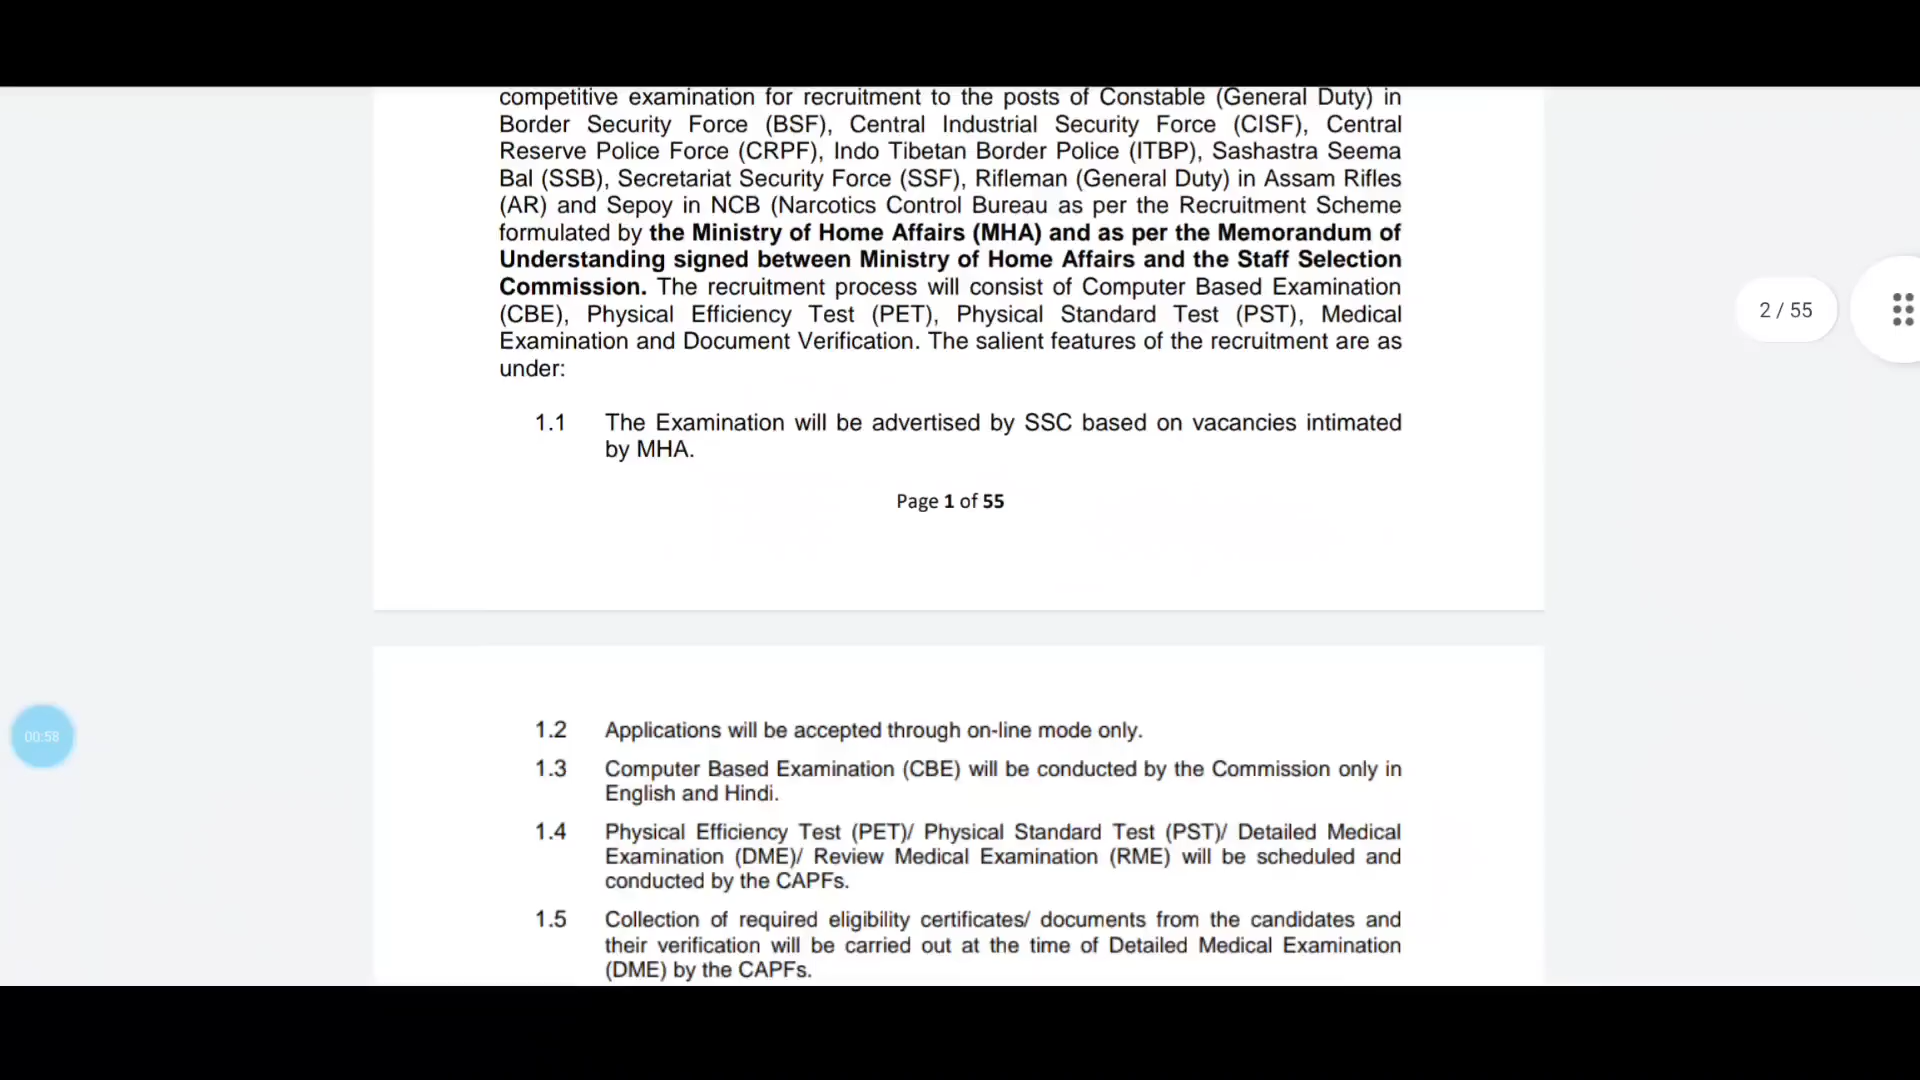 competitive examination for recruitment to the posts of Constable (General Duty) in
Border Security Force (BSF), Central Industrial Security Force (CISF), Central
Reserve Police Force (CRPF), Indo Tibetan Border Police (ITBP), Sashastra Seema
Bal (SSB), Secretariat Security Force (SSF), Rifleman (General Duty) in Assam Rifles
(AR) and Sepoy in NCB (Narcotics Control Bureau as per the Recruitment Scheme
formulated by the Ministry of Home Affairs (MHA) and as per the Memorandum of
Understanding signed between Ministry of Home Affairs and the Staff Selection
Commission. The recruitment process will consist of Computer Based Examination
(CBE), Physical Efficiency Test (PET), Physical Standard Test (PST), Medical
Examination and Document Verification. The salient features of the recruitment are as
under:
1.1 The Examination will be advertised by SSC based on vacancies intimated
by MHA.
Page 1 of 55
2 / 55
1.2 Applications will be accepted through on-line mode only.
1.3 Computer Based Examination (CBE) will be conducted by the Commission only in
English and Hindi.
1.4 Physical Efficiency Test (PET)/ Physical Standard Test (PST)/ Detailed Medical
Examination (DME)/ Review Medical Examination (RME) will be scheduled and
conducted by the CAPFs.
1.5 Collection of required eligibility certificates/ documents from the candidates and
their verification will be carried out at the time of Detailed Medical Examination
(DME) by the CAPFs.
00:58